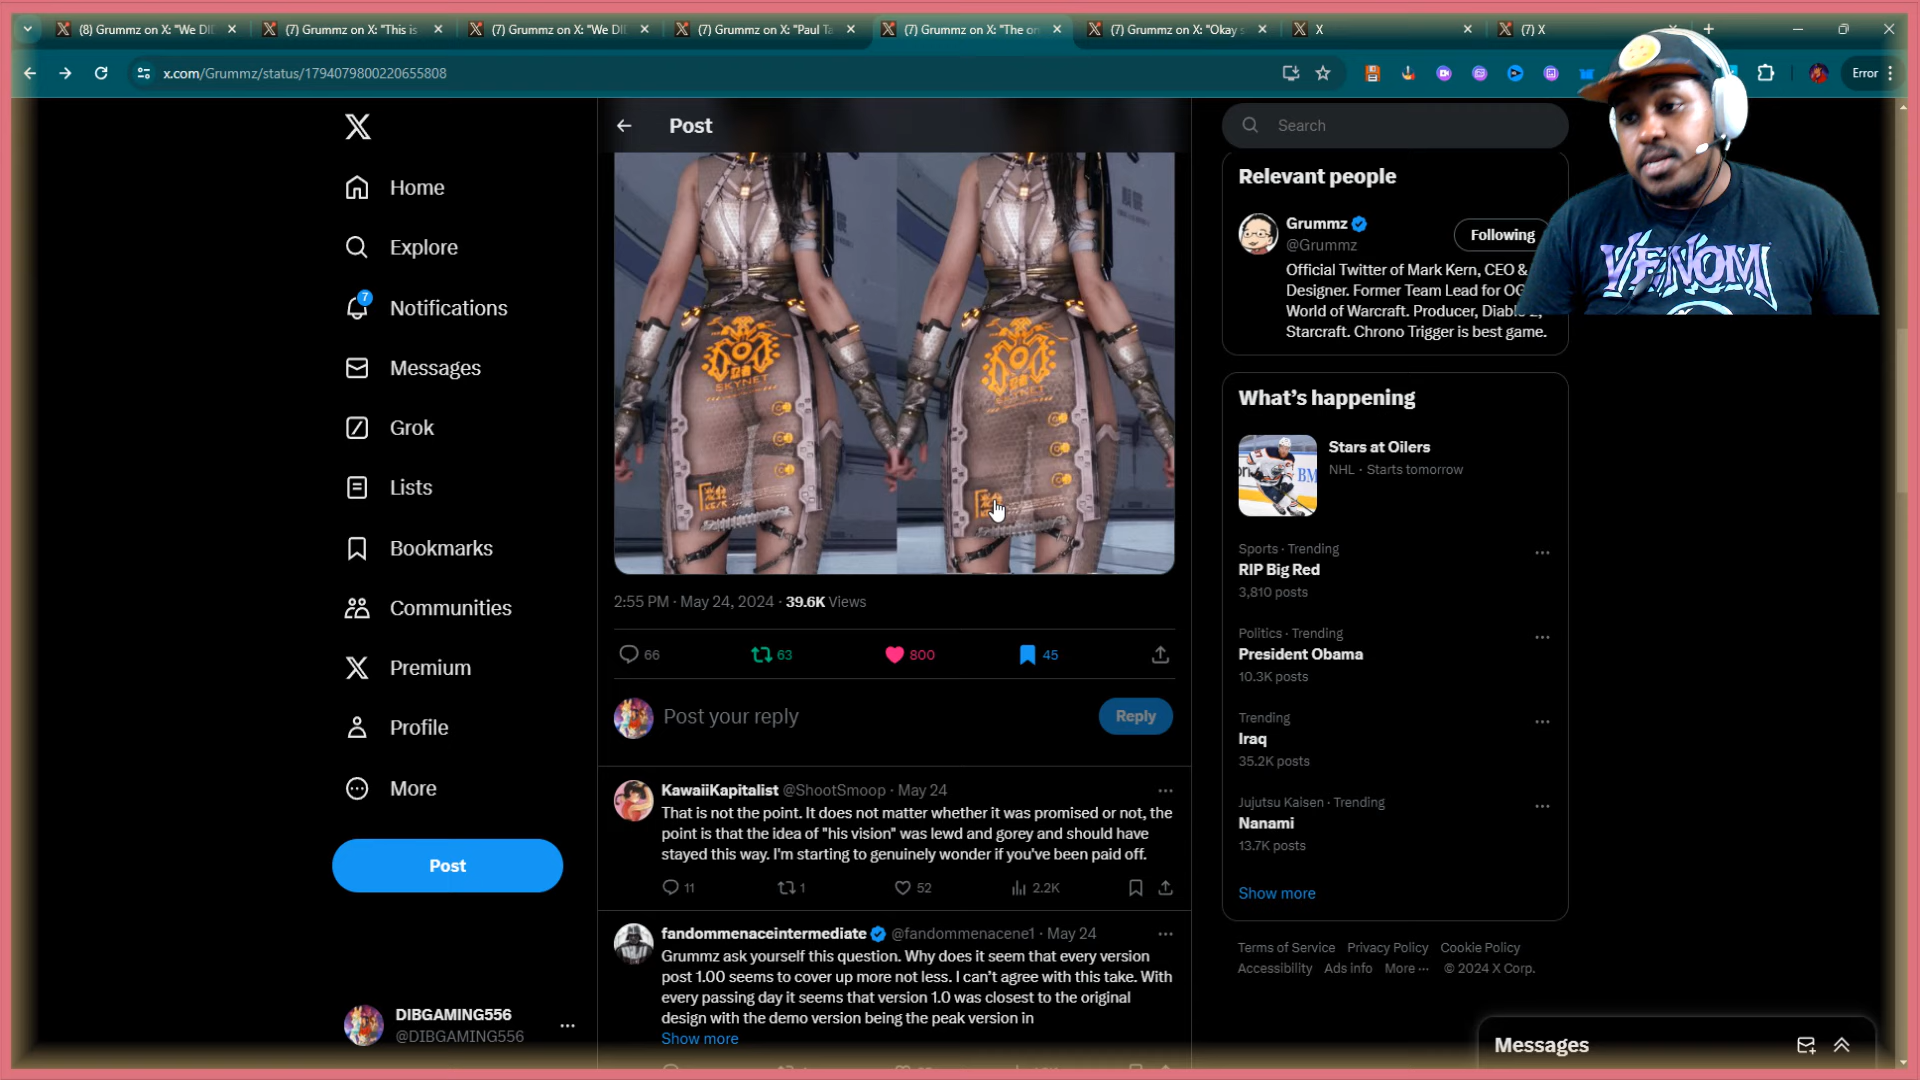 (8) Grummz on X: "We DI
(7) Grummz on X: "This is
(7) Grummz on X: "We DI
(7) Grummz on X: "Paul Ta
(7) Grummz on X: "The on
(7) Grummz on X: "Okay s
X
(7) X
x.com/Grummz/status/1794079800220655808
Error
Home
Explore
7
Notifications
Messages
Grok
Lists
Bookmarks
Communities
Premium
Profile
More
Post
DIBGAMING556
@DIBGAMING556
Post
SKYNET
SKYNET
2:55 PM · May 24, 2024 · 39.6K Views
66 63 800 45
Post your reply
Reply
KawaiiKapitalist @ShootSmoop · May 24
That is not the point. It does not matter whether it was promised or not, the
point is that the idea of "his vision" was lewd and gorey and should have
stayed this way. I'm starting to genuinely wonder if you've been paid off.
11 1 52 2.2K
fandommenaceintermediate @fandommenacene1 · May 24
Grummz ask yourself this question. Why does it seem that every version
post 1.00 seems to cover up more not less. I can't agree with this take. With
every passing day it seems that version 1.0 was closest to the original
design with the demo version being the peak version in
Show more
Search
Relevant people
Grummz
@Grummz
Following
Official Twitter of Mark Kern, CEO &
Designer. Former Team Lead for OG
World of Warcraft. Producer, Diablo 2,
Starcraft. Chrono Trigger is best game.
VENOM
What's happening
Stars at Oilers
NHL · Starts tomorrow
Sports · Trending
RIP Big Red
3,810 posts
Politics · Trending
President Obama
10.3K posts
Trending
Iraq
35.2K posts
Jujutsu Kaisen · Trending
Nanami
13.7K posts
Show more
Terms of Service Privacy Policy Cookie Policy
Accessibility Ads info More ··· © 2024 X Corp.
Messages